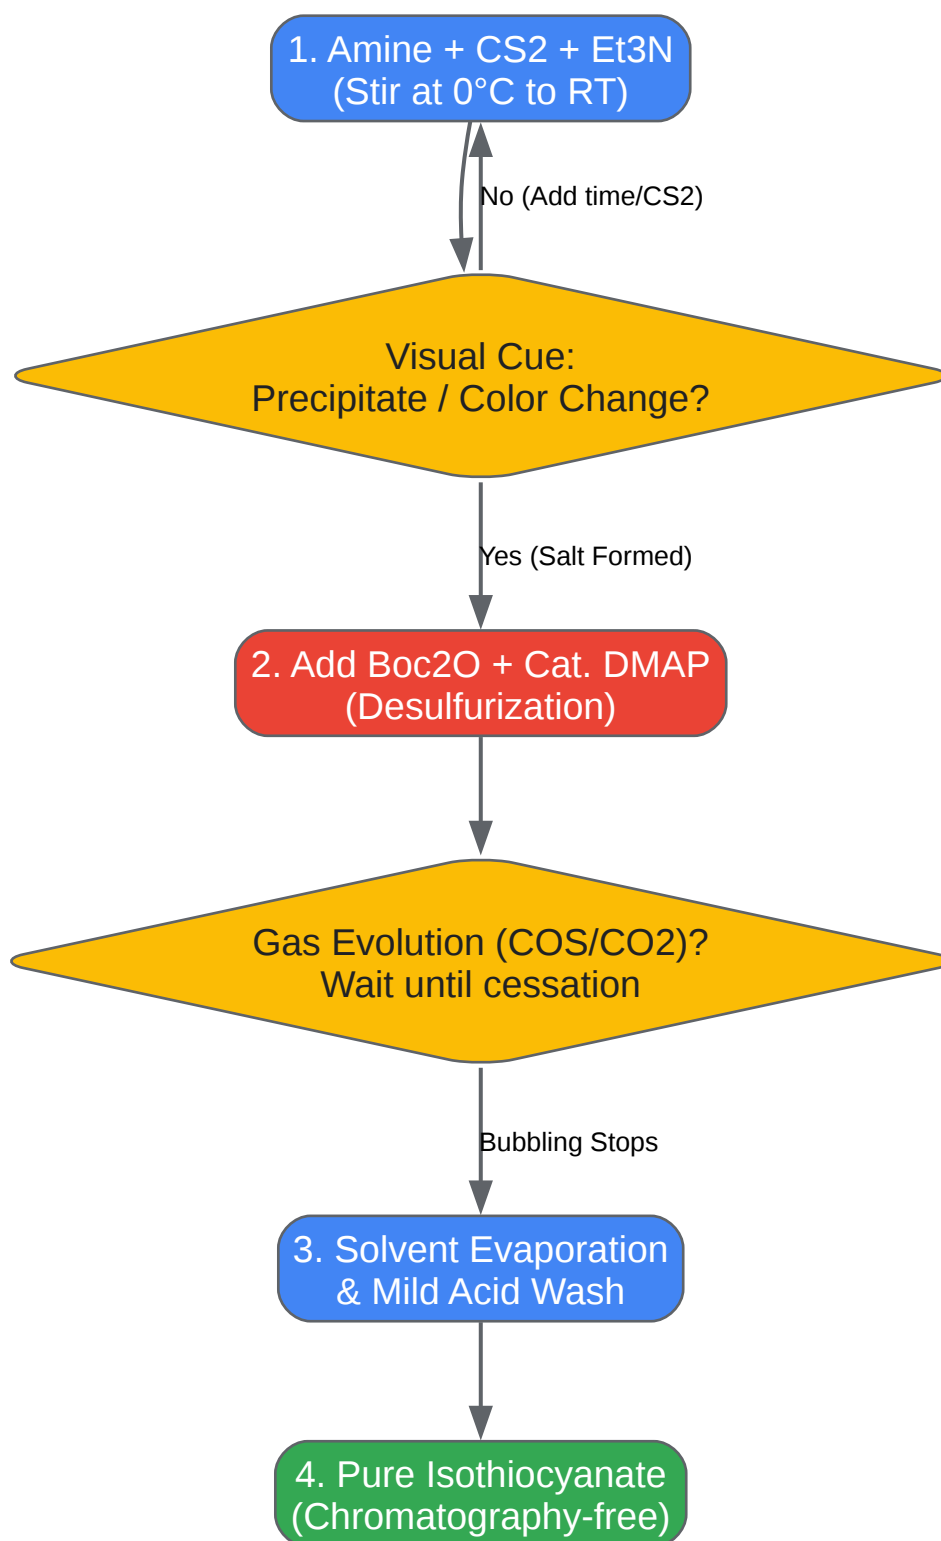 1. Amine + CS2 + Et3N
(Stir at 0°C to RT)
No (Add time/CS2)
Visual Cue:
Precipitate / Color Change?
Yes (Salt Formed)
2. Add Boc2O + Cat. DMAP
(Desulfurization)
Gas Evolution (COS/CO2)?
Wait until cessation
Bubbling Stops
3. Solvent Evaporation
& Mild Acid Wash
4. Pure Isothiocyanate
(Chromatography-free)